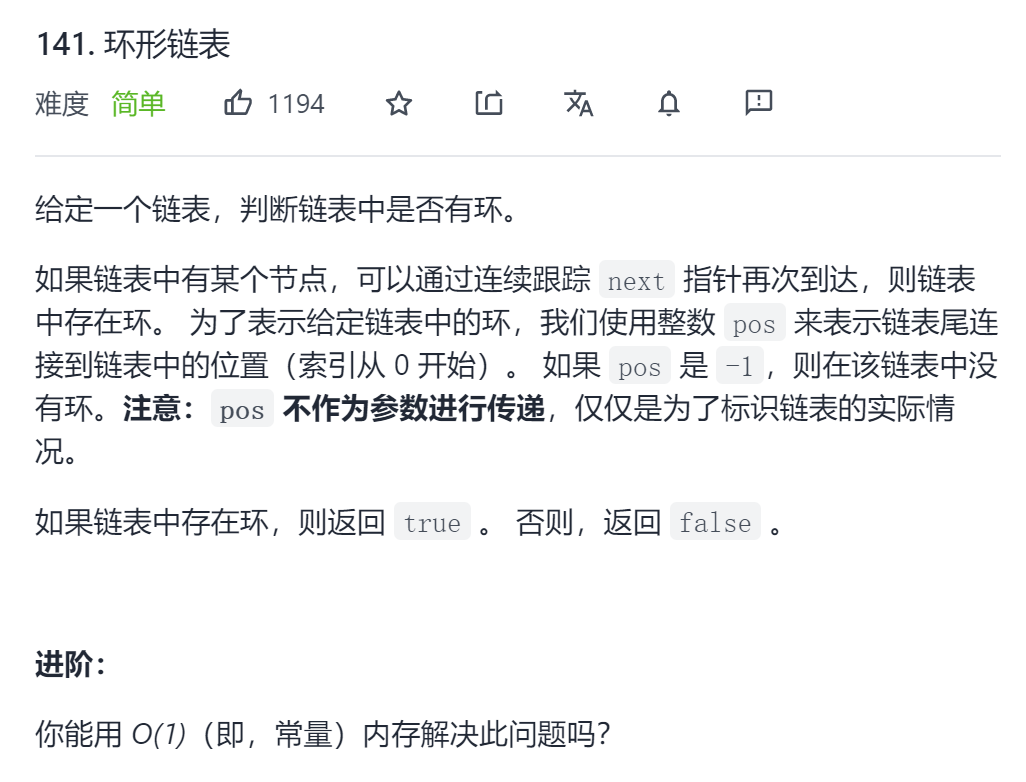 141. 环形链表
难度 简单 1194
给定一个链表，判断链表中是否有环。
如果链表中有某个节点，可以通过连续跟踪 next 指针再次到达，则链表
中存在环。 为了表示给定链表中的环，我们使用整数 pos 来表示链表尾连
接到链表中的位置（索引从 0 开始）。 如果 pos 是 -1，则在该链表中没
有环。注意：pos 不作为参数进行传递，仅仅是为了标识链表的实际情
况。
如果链表中存在环，则返回 true 。 否则，返回 false 。
进阶：
你能用 O(1)（即，常量）内存解决此问题吗？